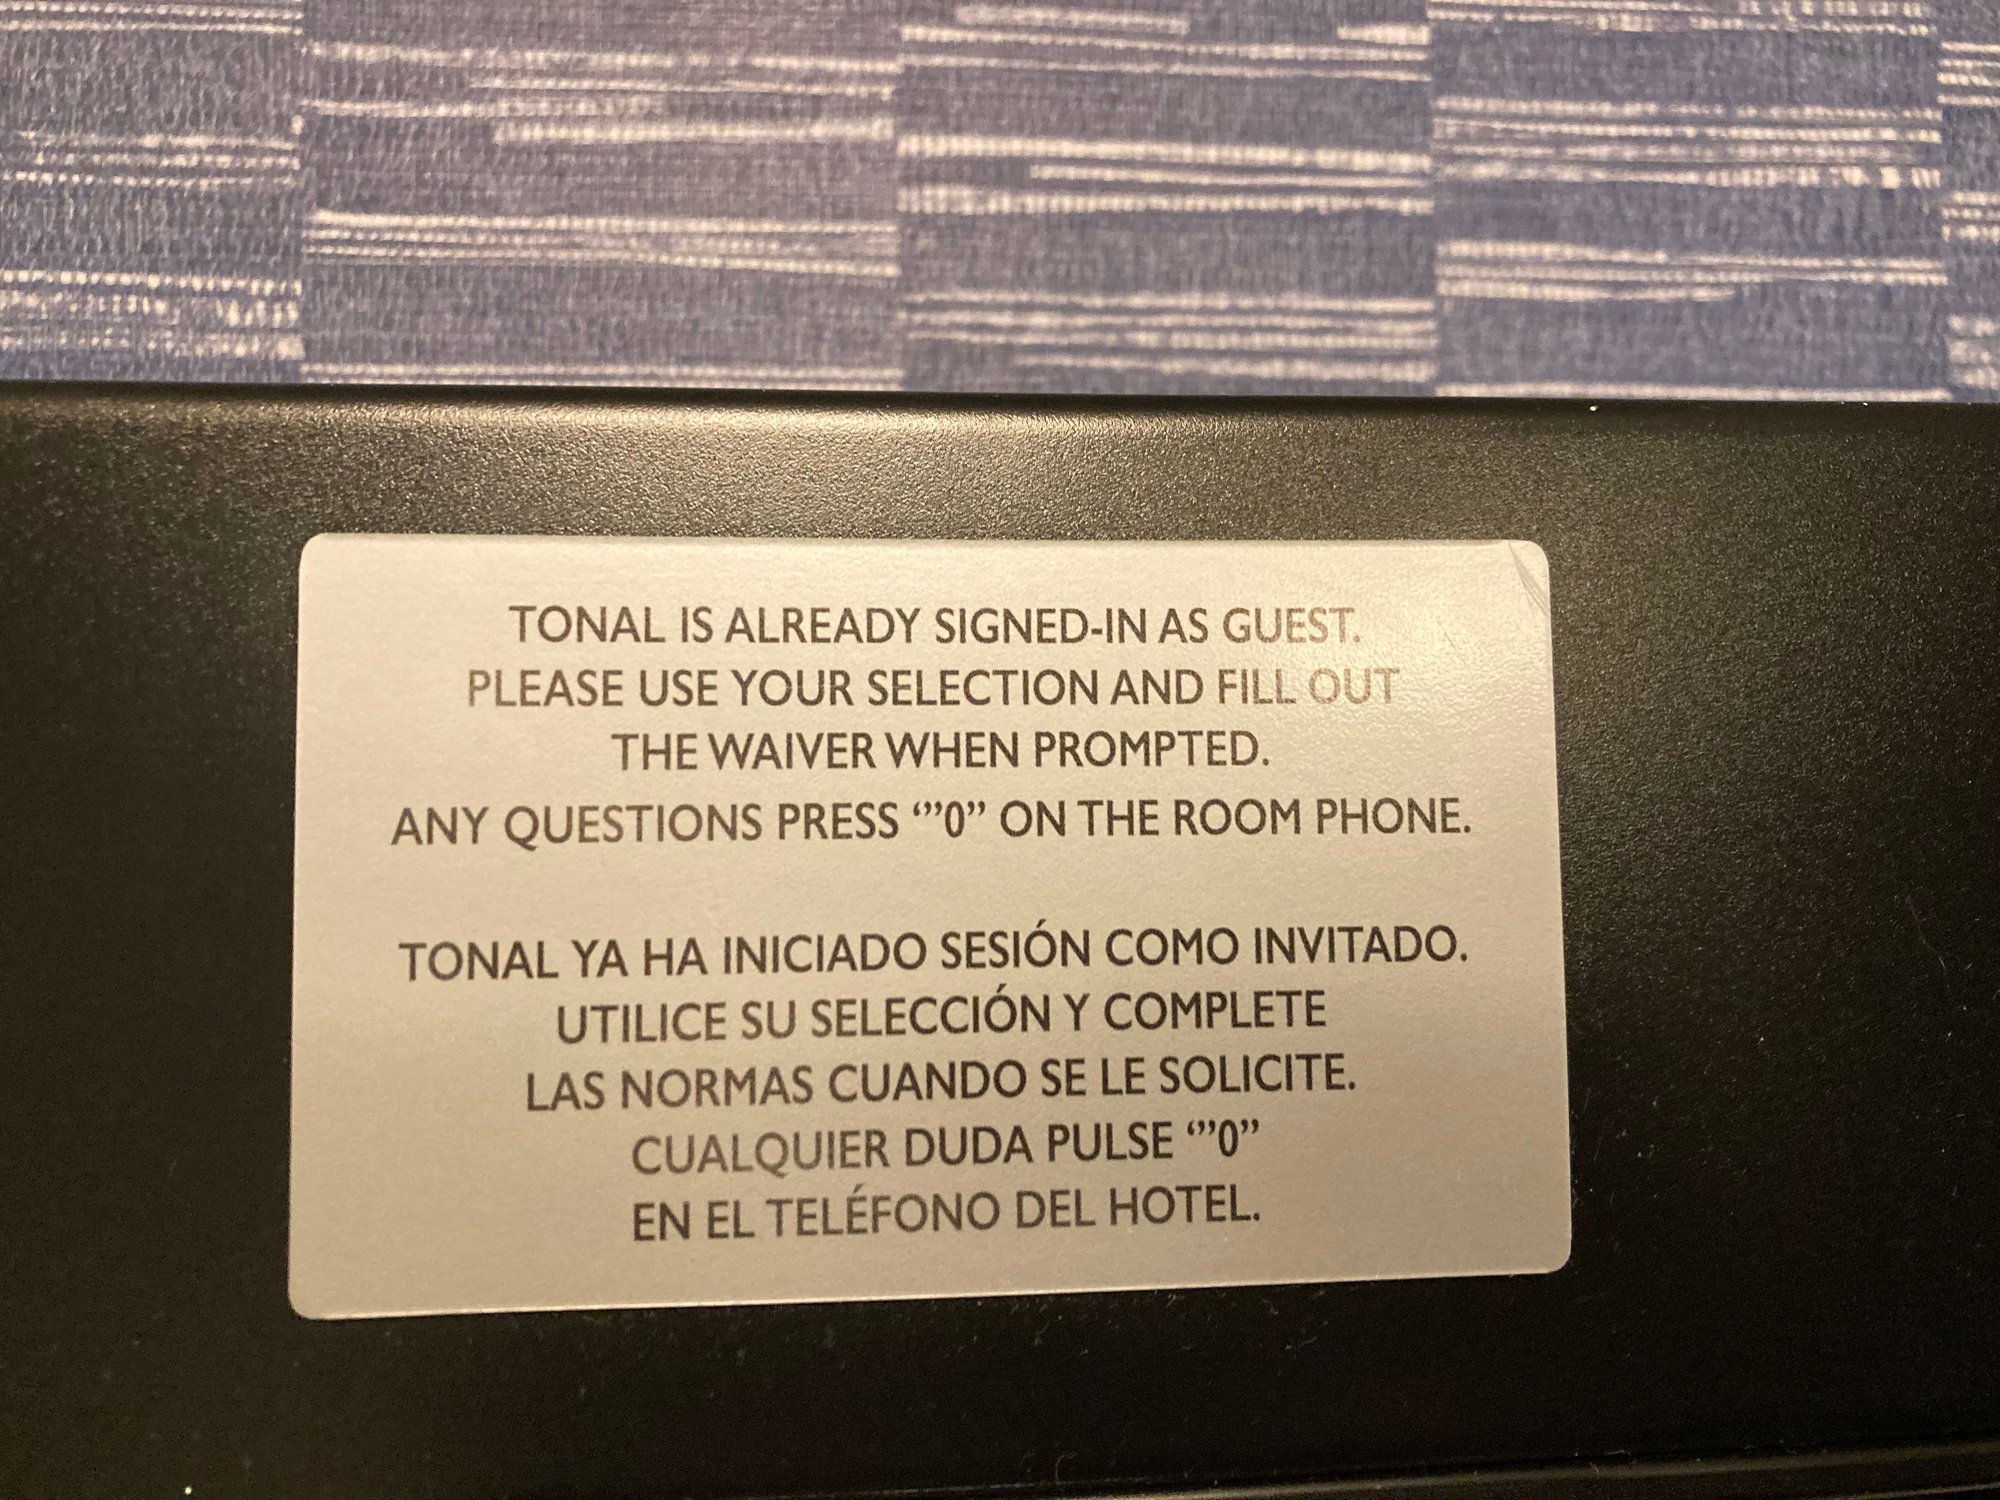 TONAL IS ALREADY SIGNED-IN AS GUEST.
PLEASE USE YOUR SELECTION AND FILL OUT
THE WAIVER WHEN PROMPTED.
ANY QUESTIONS PRESS ‘”0” ON THE ROOM PHONE.
TONAL YA HA INICIADO SESIÓN COMO INVITADO.
UTILICE SU SELECCIÓN Y COMPLETE
LAS NORMAS CUANDO SE LE SOLICITE.
CUALQUIER DUDA PULSE ‘”0”
EN EL TELÉFONO DEL HOTEL.